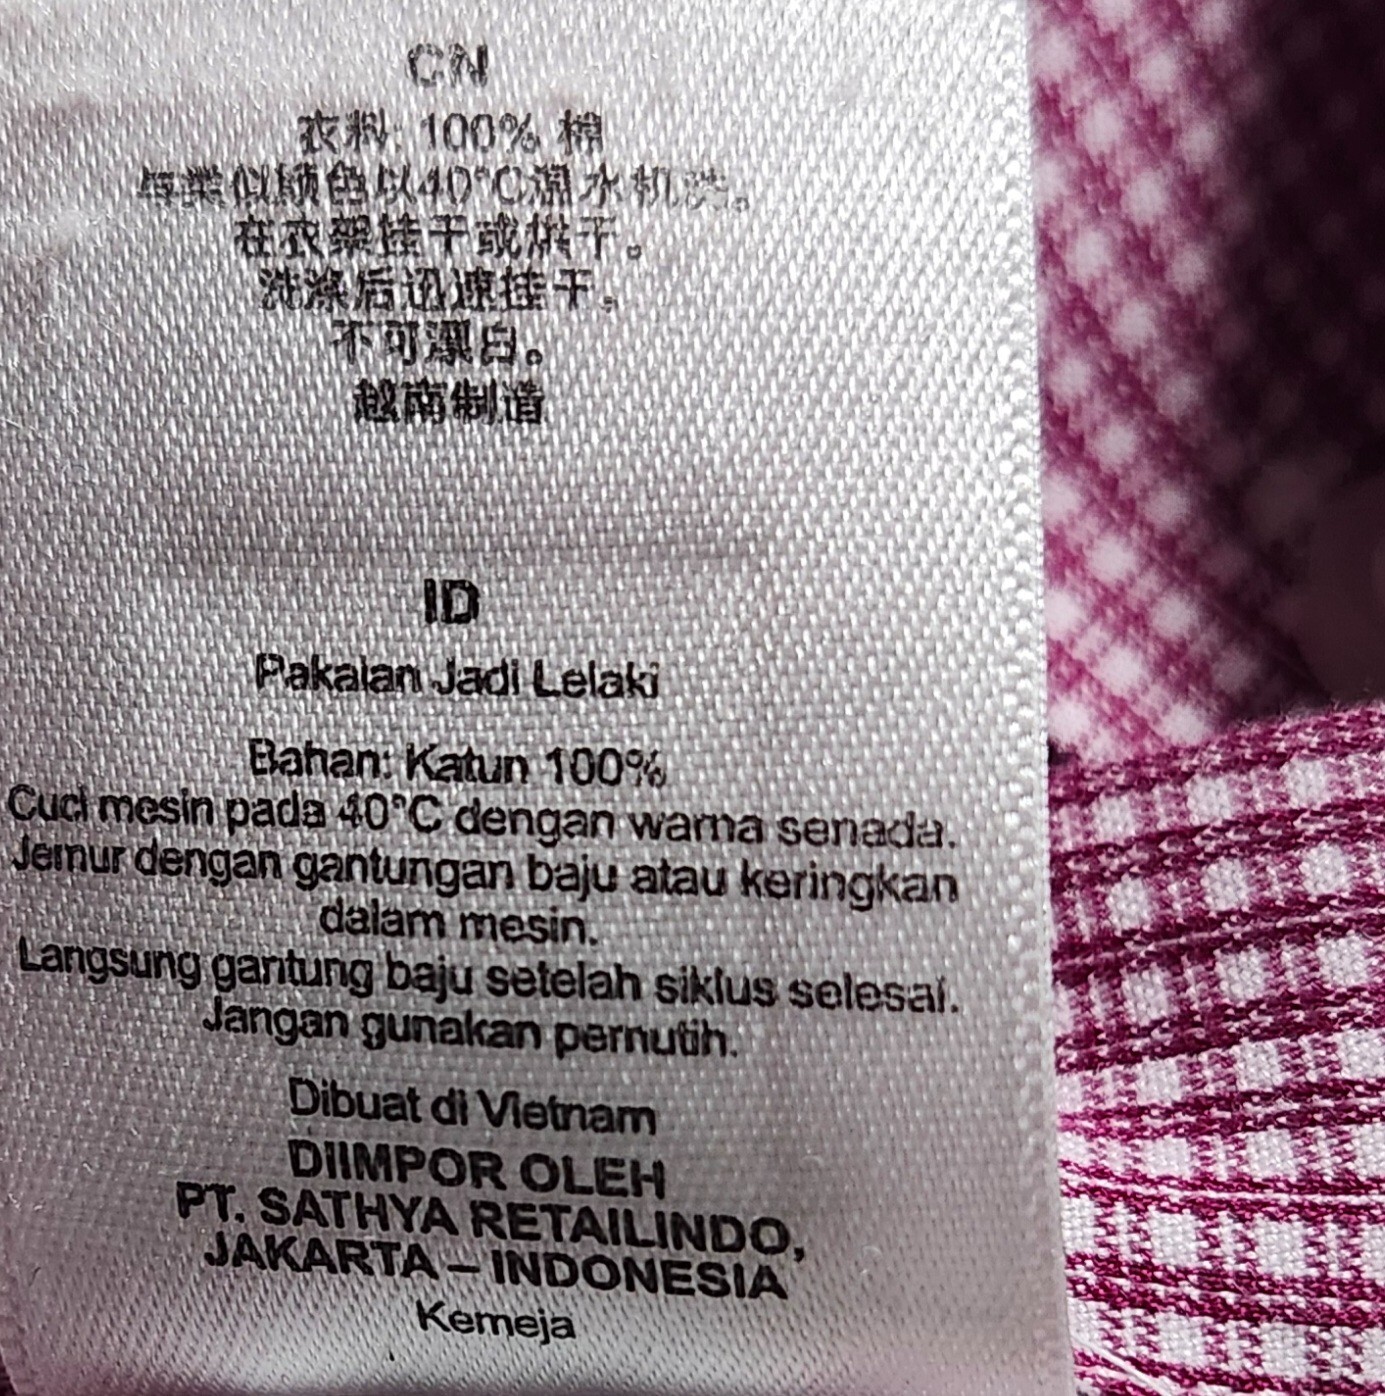 CN
衣料: 100% 棉
与类似颜色以40°C温水机洗。
在衣架挂干或烘干。
洗涤后迅速挂干。
不可漂白。
越南制造
ID
Pakaian Jadi Lelaki
Bahan: Katun 100%
Cuci mesin pada 40°C dengan warna senada.
Jemur dengan gantungan baju atau keringkan
dalam mesin.
Langsung gantung baju setelah siklus selesai.
Jangan gunakan pemutih.
Dibuat di Vietnam
DIIMPOR OLEH
PT. SATHYA RETAILINDO,
JAKARTA – INDONESIA
Kemeja